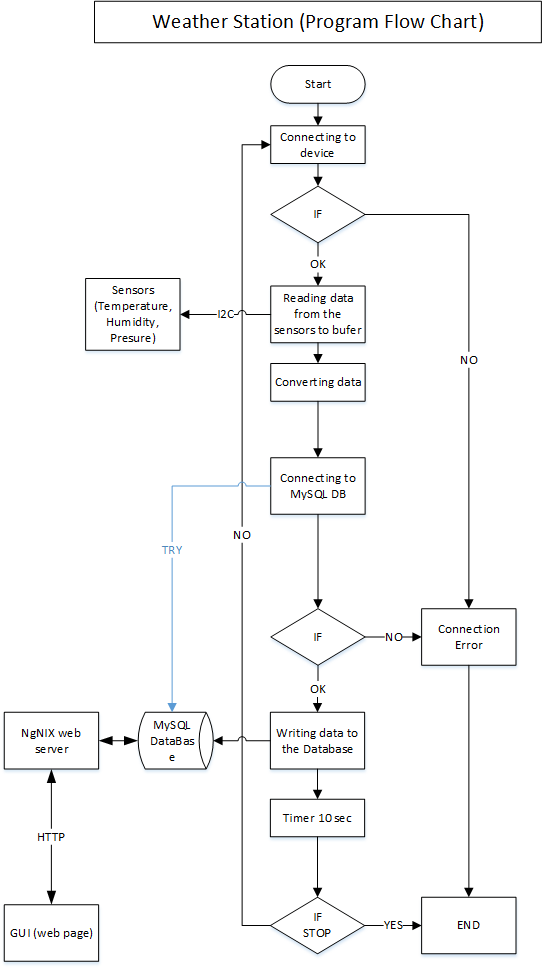 Weather Station (Program Flow Chart)
Start
Connecting to
device
IF
OK
Sensors
(Temperature,
Humidity,
Presure)
I2C
Reading data
from the
sensors to bufer
NO
Converting data
Connecting to
MySQL DB
NO
TRY
IF
NO
Connection
Error
OK
NgNIX web
server
MySQL
DataBas
e
Writing data to
the Database
Timer 10 sec
HTTP
GUI (web page)
IF
STOP
YES
END